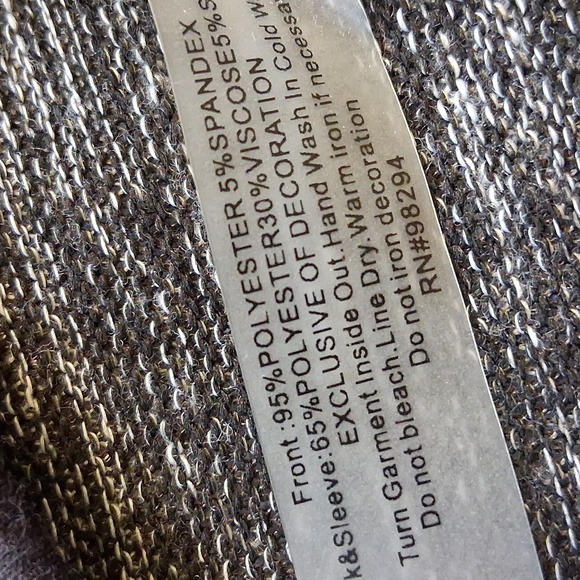 Front:95%POLYESTER 5%SPANDEX
k&Sleeve:65%POLYESTER30%VISCOSE5%S
EXCLUSIVE OF DECORATION
Turn Garment Inside Out.Hand Wash In Cold W
Do not bleach.Line Dry.Warm iron if necessa
Do not iron decoration
RN#98294